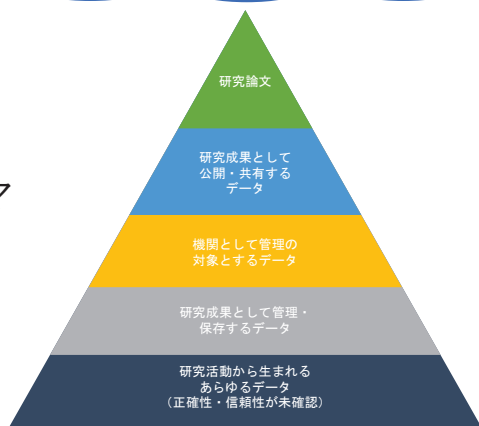 研究論文
研究成果として
公開・共有する
データ
機関として管理の
対象とするデータ
研究成果として管理・
保存するデータ
研究活動から生まれる
あらゆるデータ
（正確性・信頼性が未確認）